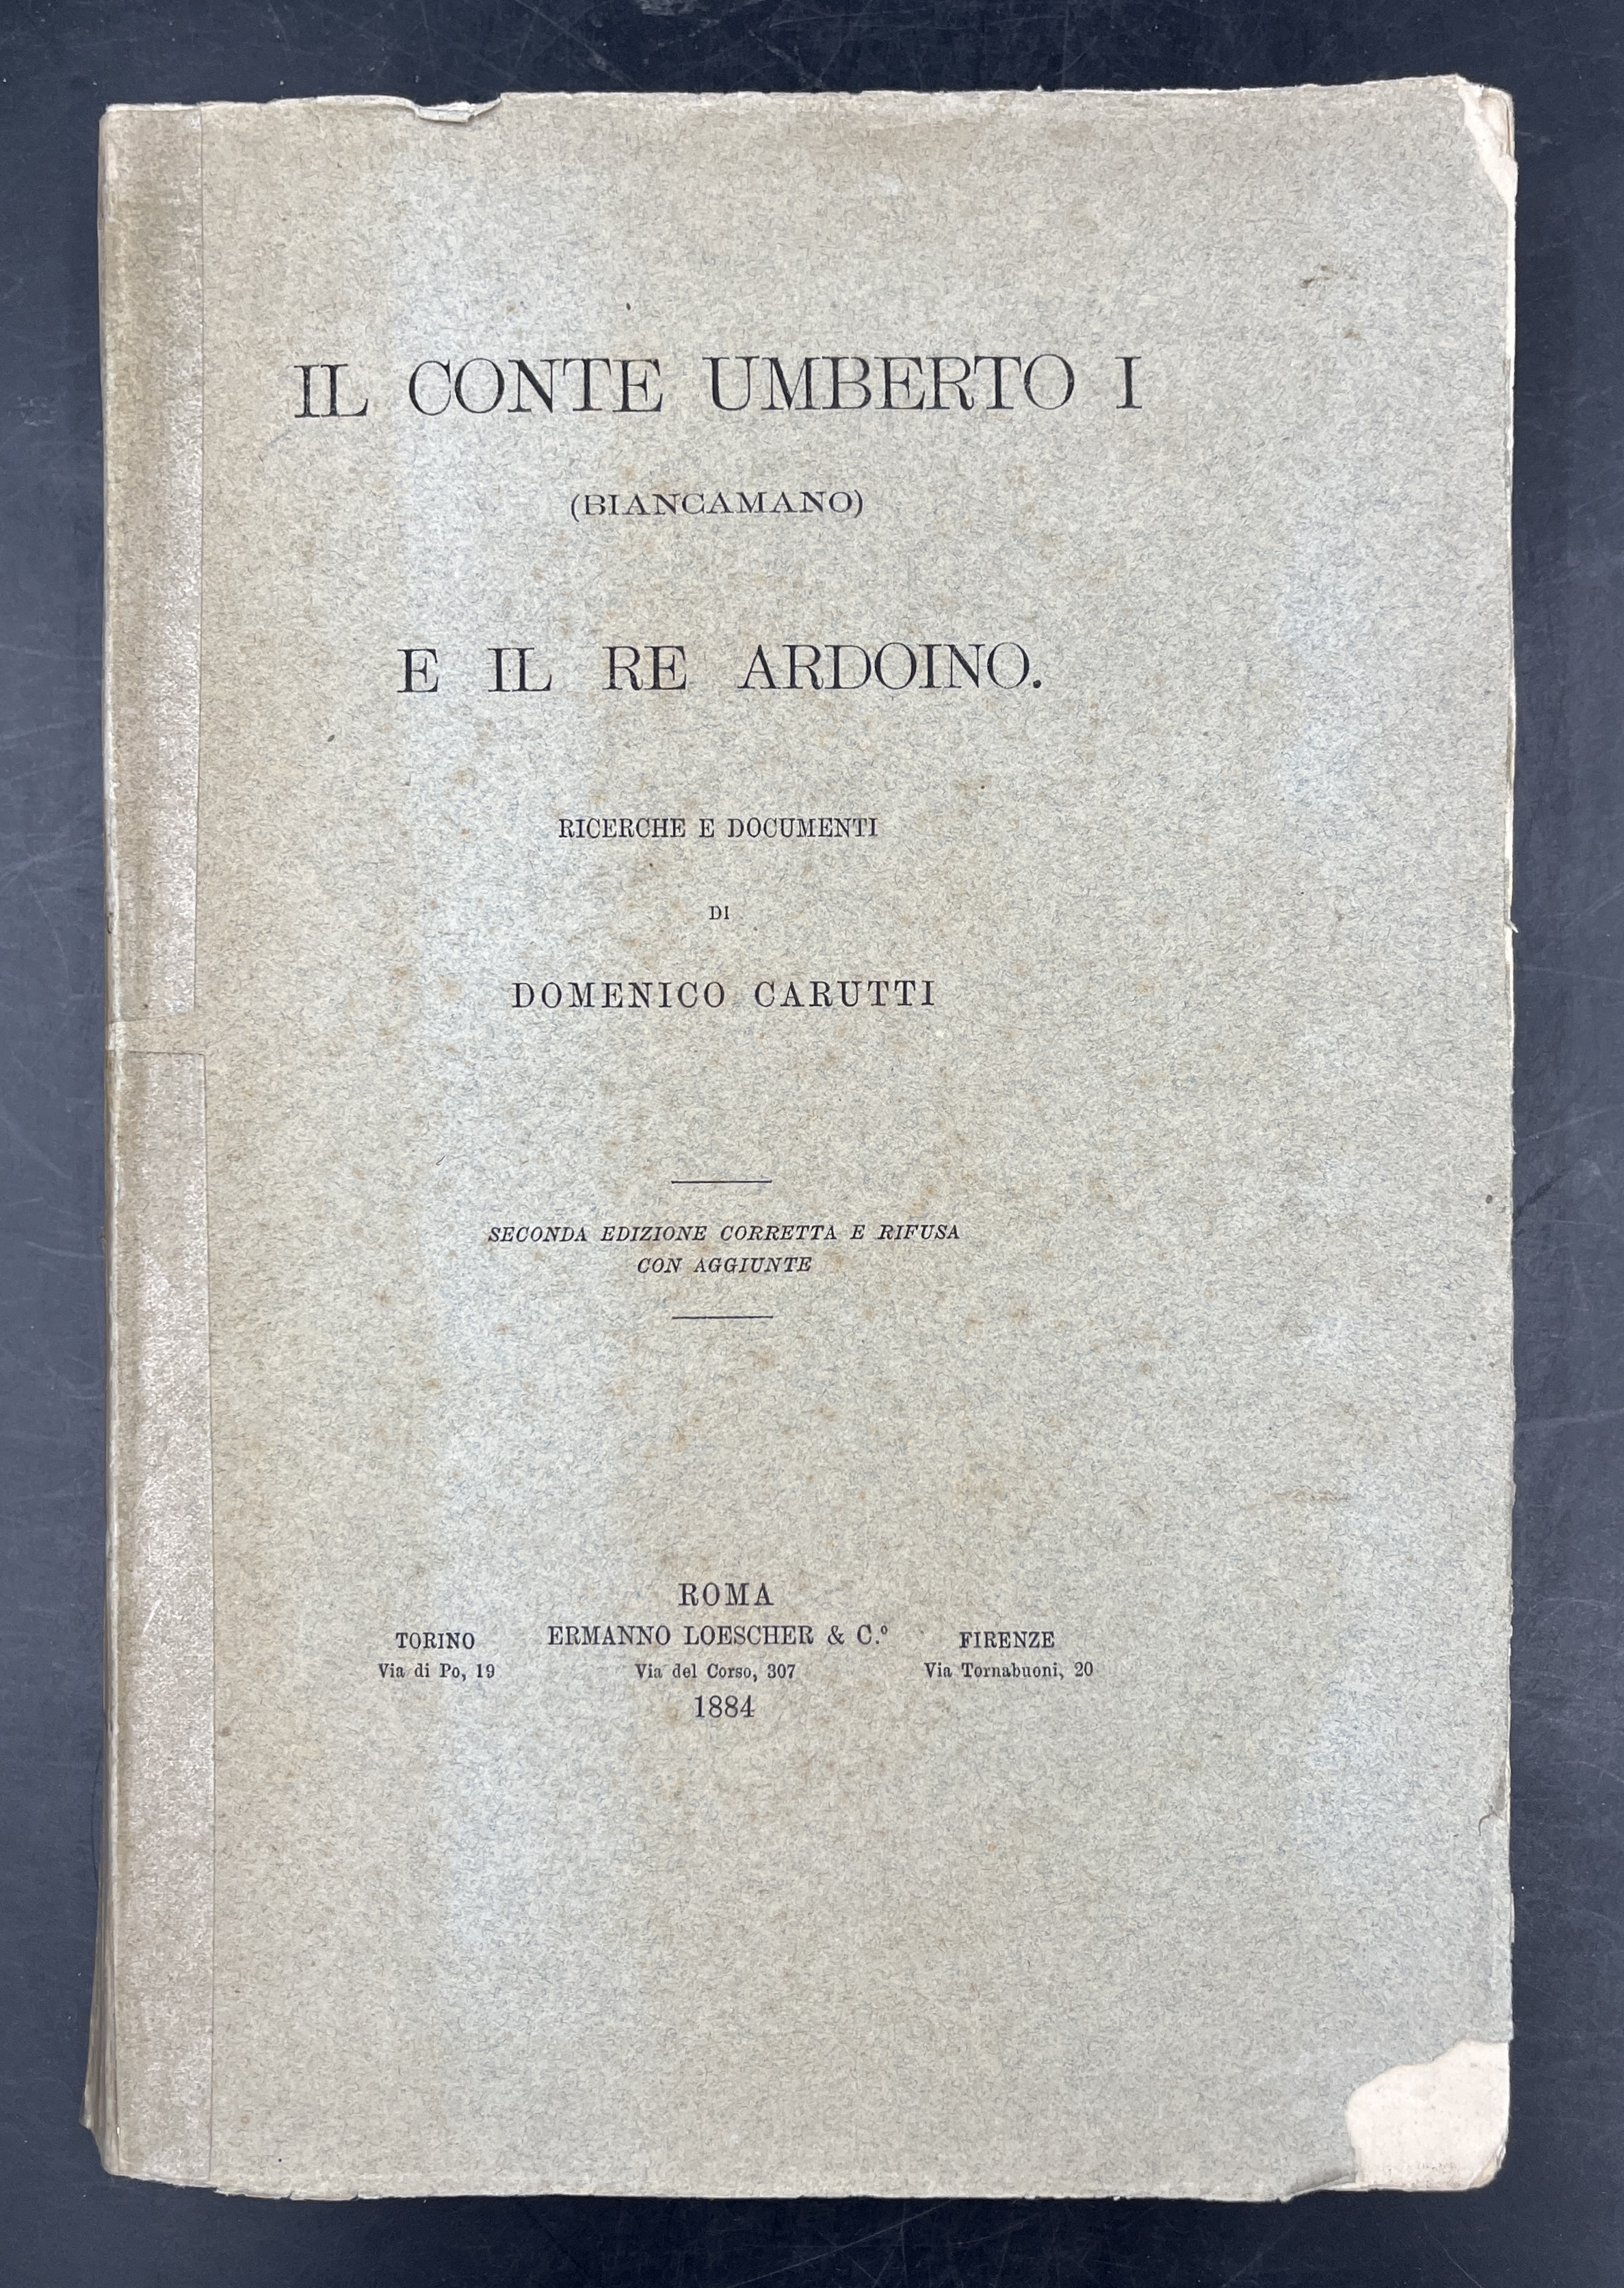 IL CONTE UMBERTO I
(BIANCAMANO)
E IL RE ARDOINO.
RICERCHE E DOCUMENTI
DI
DOMENICO CARUTTI
SECONDA EDIZIONE CORRETTA E RIFUSA
CON AGGIUNTE
ROMA
ERMANNO LOESCHER & C.º
Via del Corso, 307
TORINO
Via di Po, 19
FIRENZE
Via Tornabuoni, 20
1884